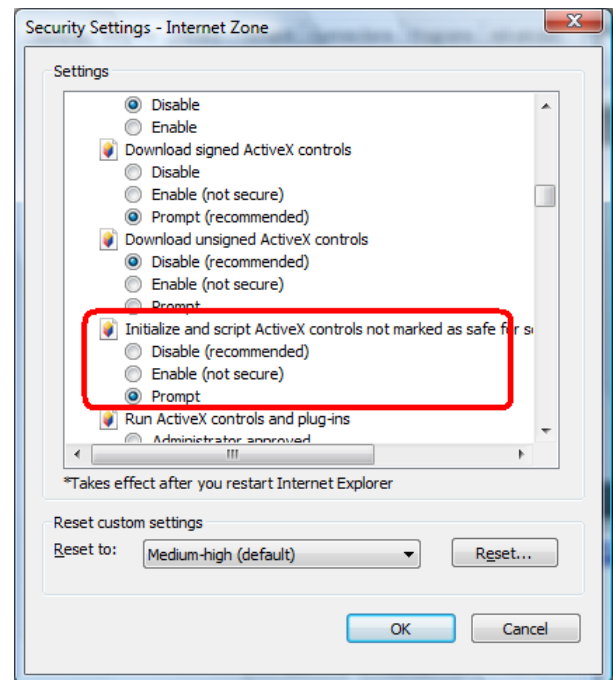 Security Settings - Internet Zone
Settings
Disable
Enable
Download signed ActiveX controls
Disable
Enable (not secure)
Prompt (recommended)
Download unsigned ActiveX controls
Disable (recommended)
Enable (not secure)
Prompt
Initialize and script ActiveX controls not marked as safe for s
Disable (recommended)
Enable (not secure)
Prompt
Run ActiveX controls and plug-ins
Administrator approved
*Takes effect after you restart Internet Explorer
Reset custom settings
Reset to:
Medium-high (default)
Reset...
OK
Cancel